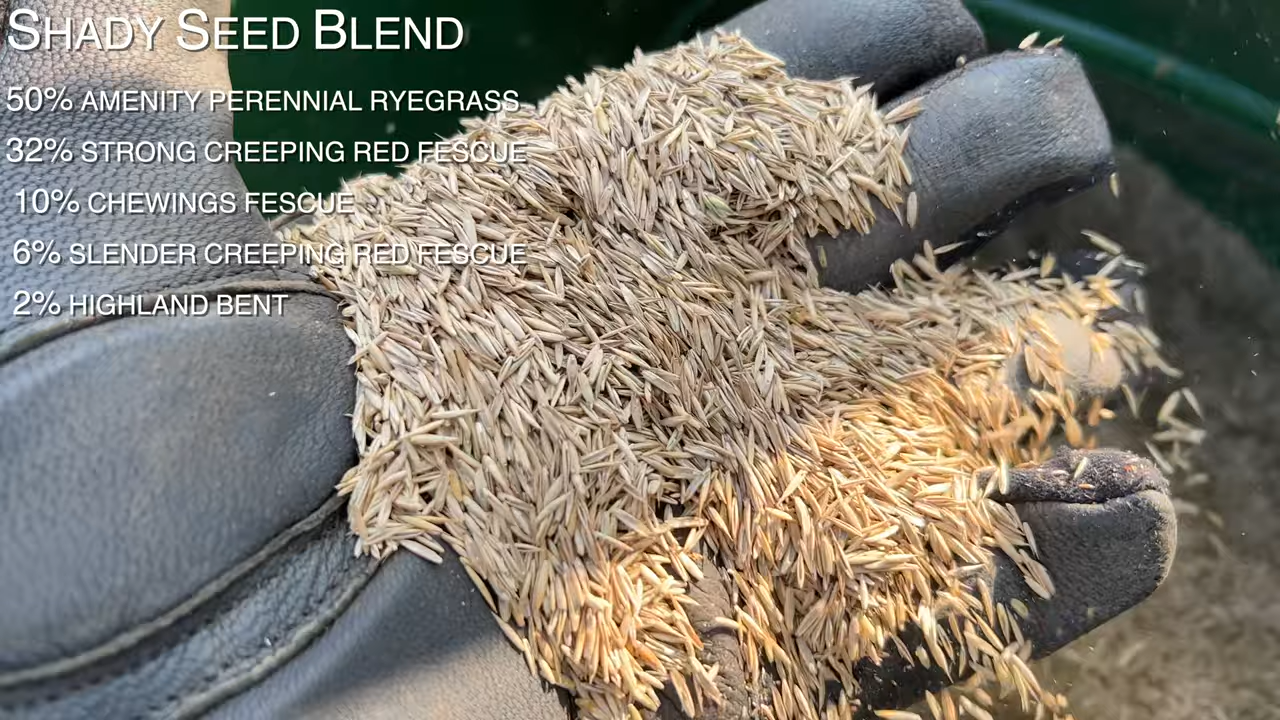 Shady Seed Blend
50% AMENITY PERENNIAL RYEGRASS
32% STRONG CREEPING RED FESCUE
10% CHEWINGS FESCUE
6% SLENDER CREEPING RED FESCUE
2% HIGHLAND BENT